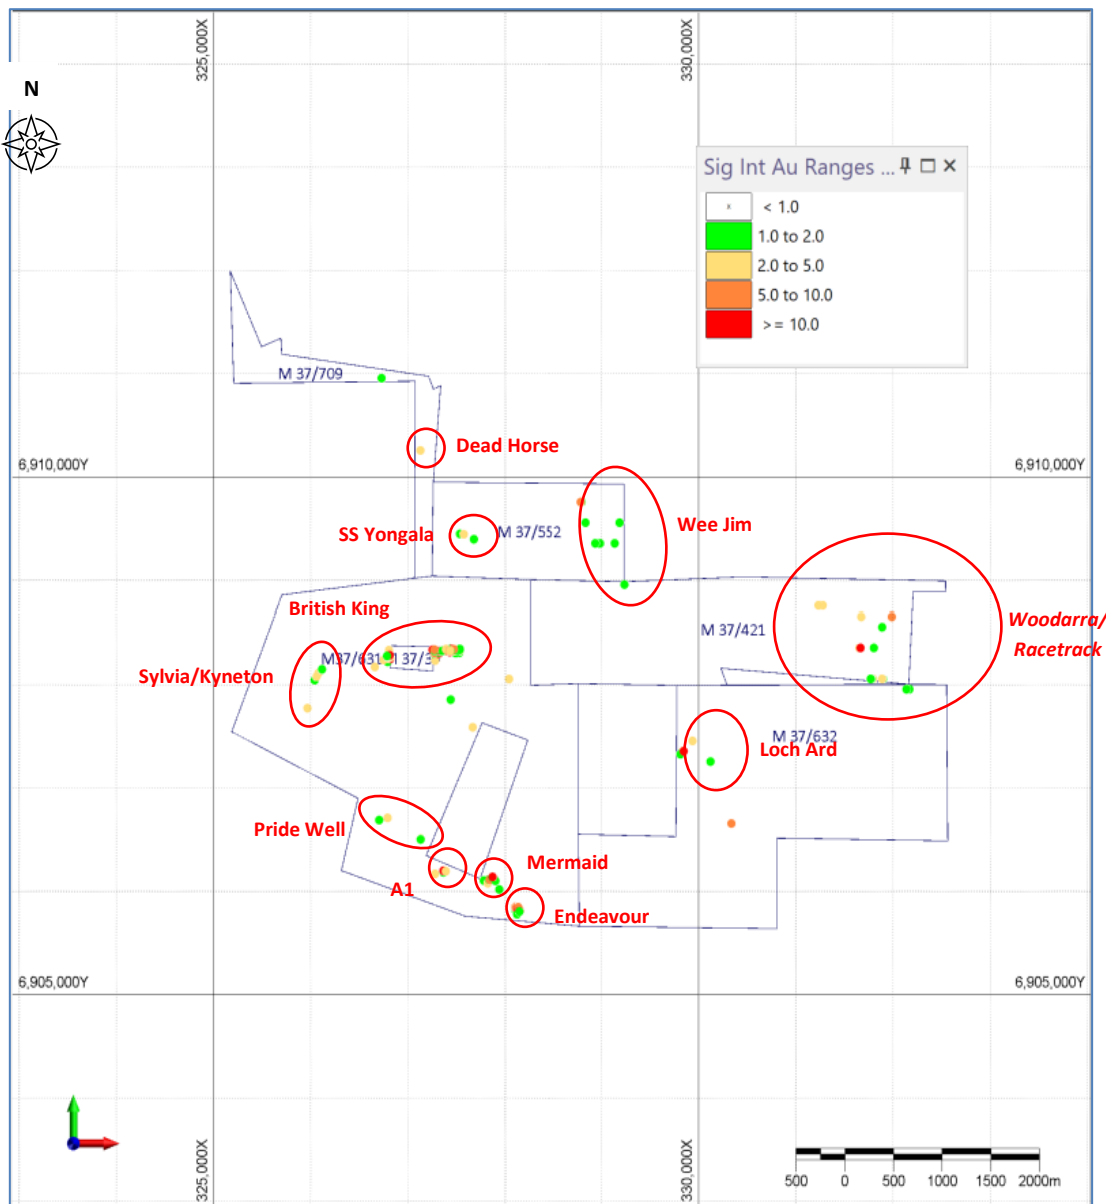 325,000X
330,000X
N
Sig Int Au Ranges ...
x < 1.0
1.0 to 2.0
2.0 to 5.0
5.0 to 10.0
>= 10.0
M 37/709
Dead Horse
6,910,000Y
6,910,000Y
SS Yongala
M 37/552
Wee Jim
British King
M 37/421
Woodarra/
Racetrack
M37/631
M 37/3
Sylvia/Kyneton
M 37/632
Loch Ard
Pride Well
Mermaid
A1
Endeavour
6,905,000Y
6,905,000Y
325,000X
330,000X
500 0 500 1000 1500 2000m